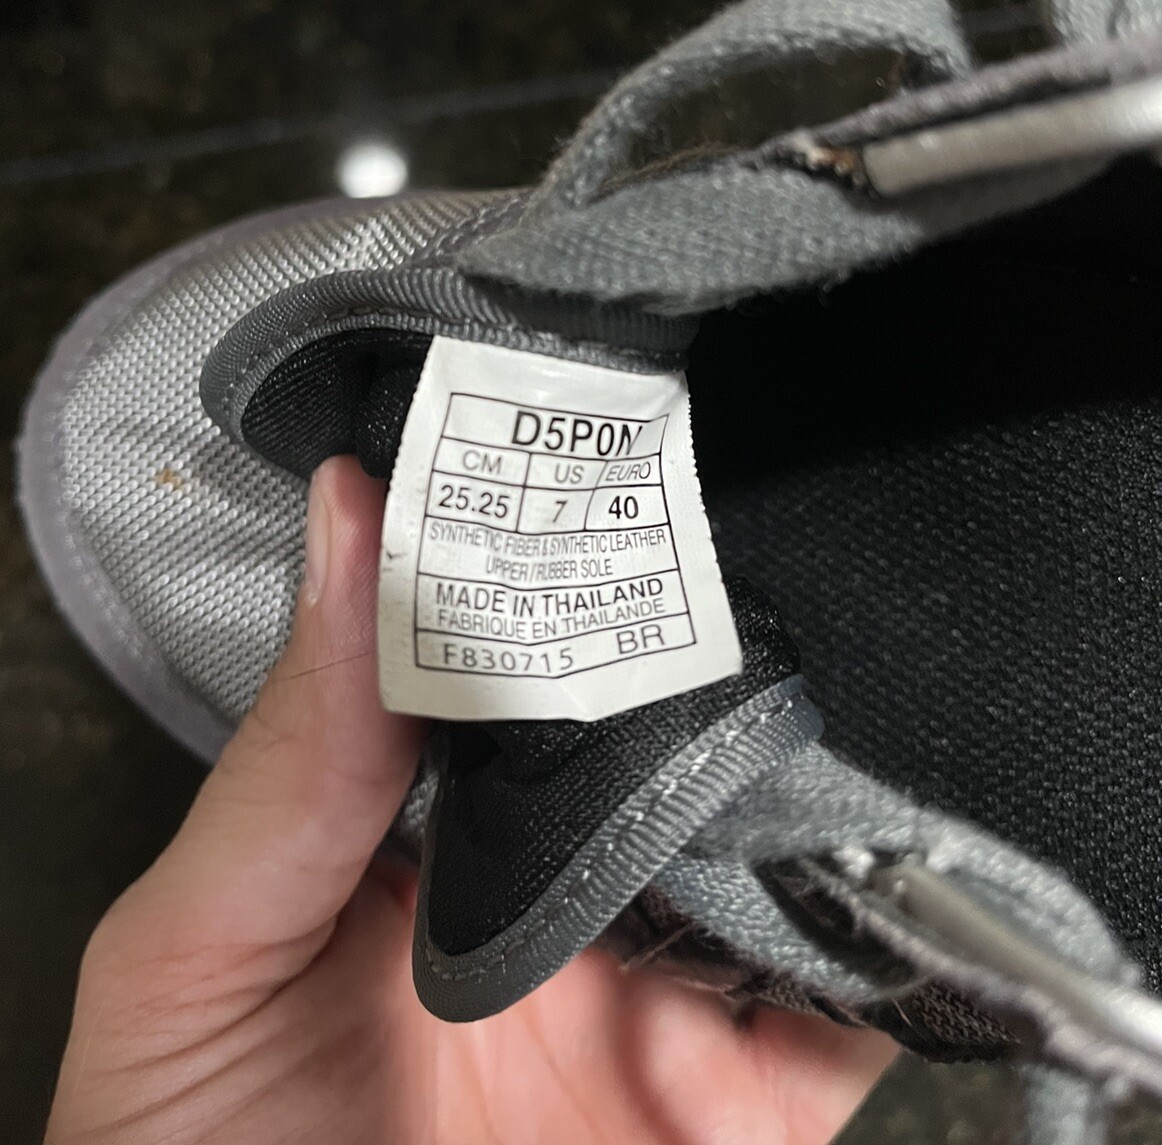 D5P0N
CM US EURO
25.25 7 40
SYNTHETIC FIBER & SYNTHETIC LEATHER
UPPER/RUBBER SOLE
MADE IN THAILAND
FABRIQUE EN THAILANDE
F830715 BR